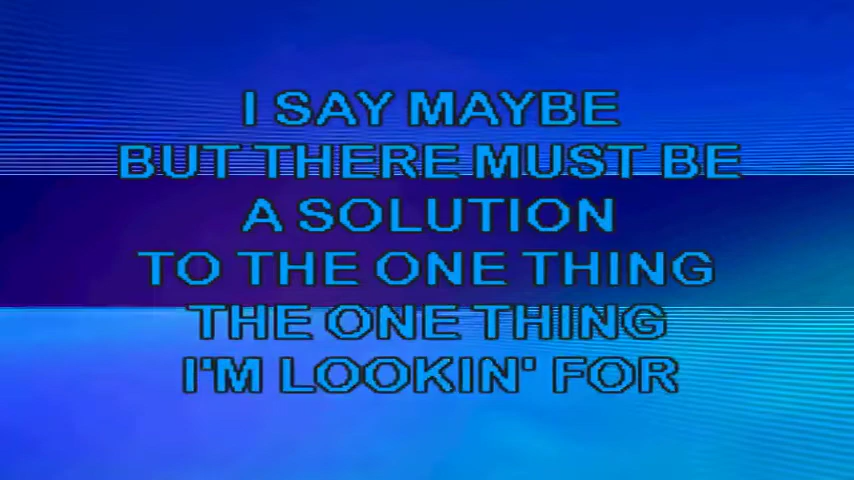 I SAY MAYBE
BUT THERE MUST BE
A SOLUTION
TO THE ONE THING
THE ONE THING
I'M LOOKIN' FOR